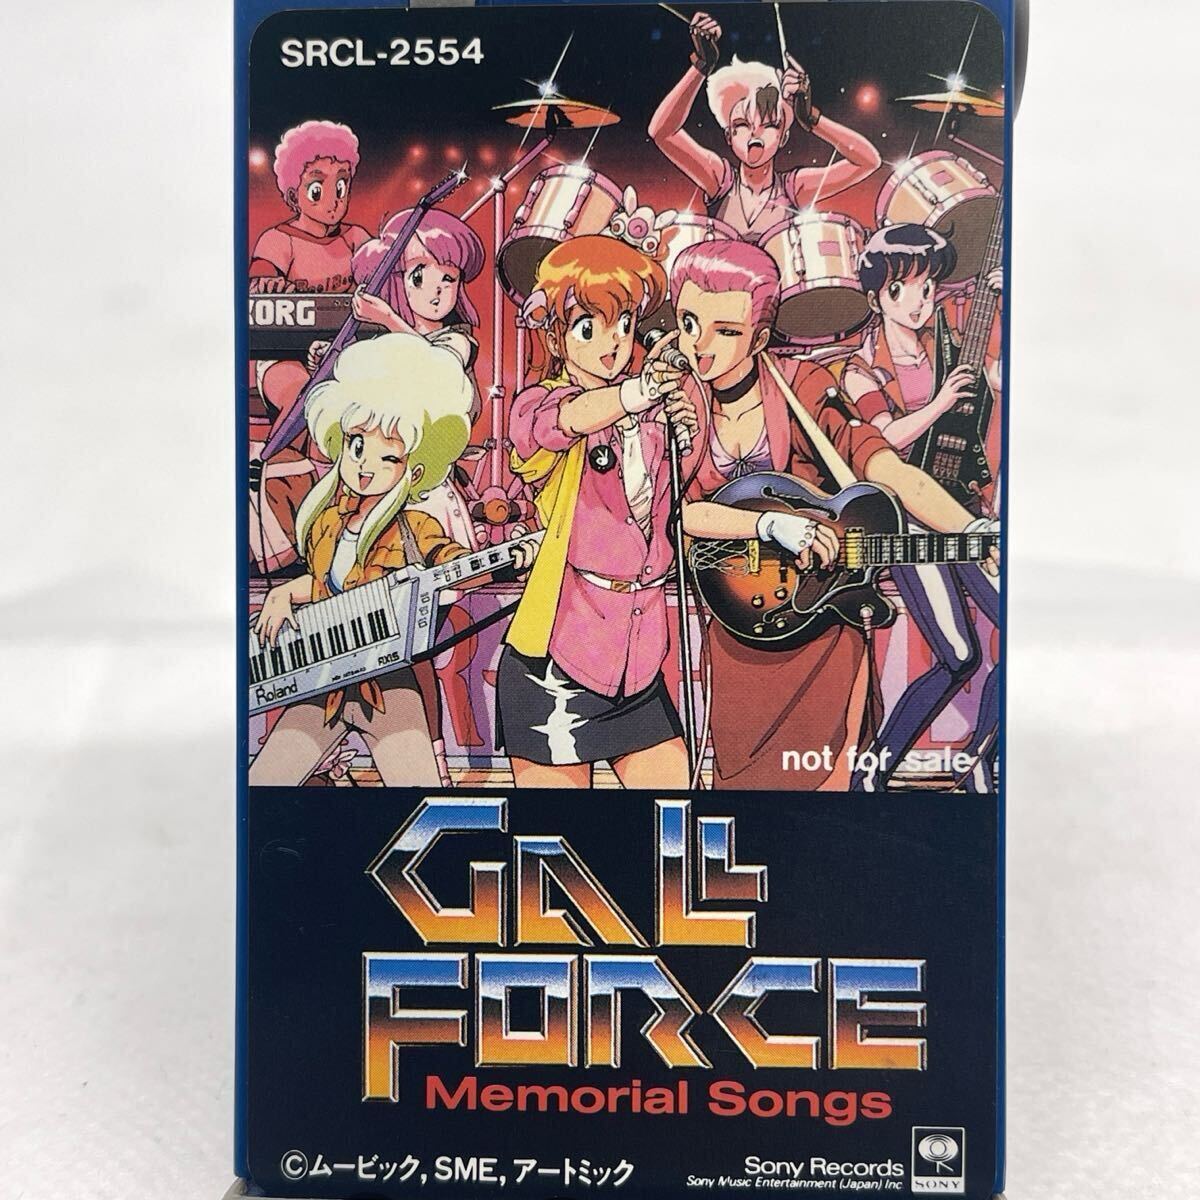 SRCL-2554
KORG
Roland
AXIS
not for sale
GALL
FORCE
Memorial Songs
©ムービック, SME, アートミック
Sony Records
Sony Music Entertainment (Japan) Inc
SONY